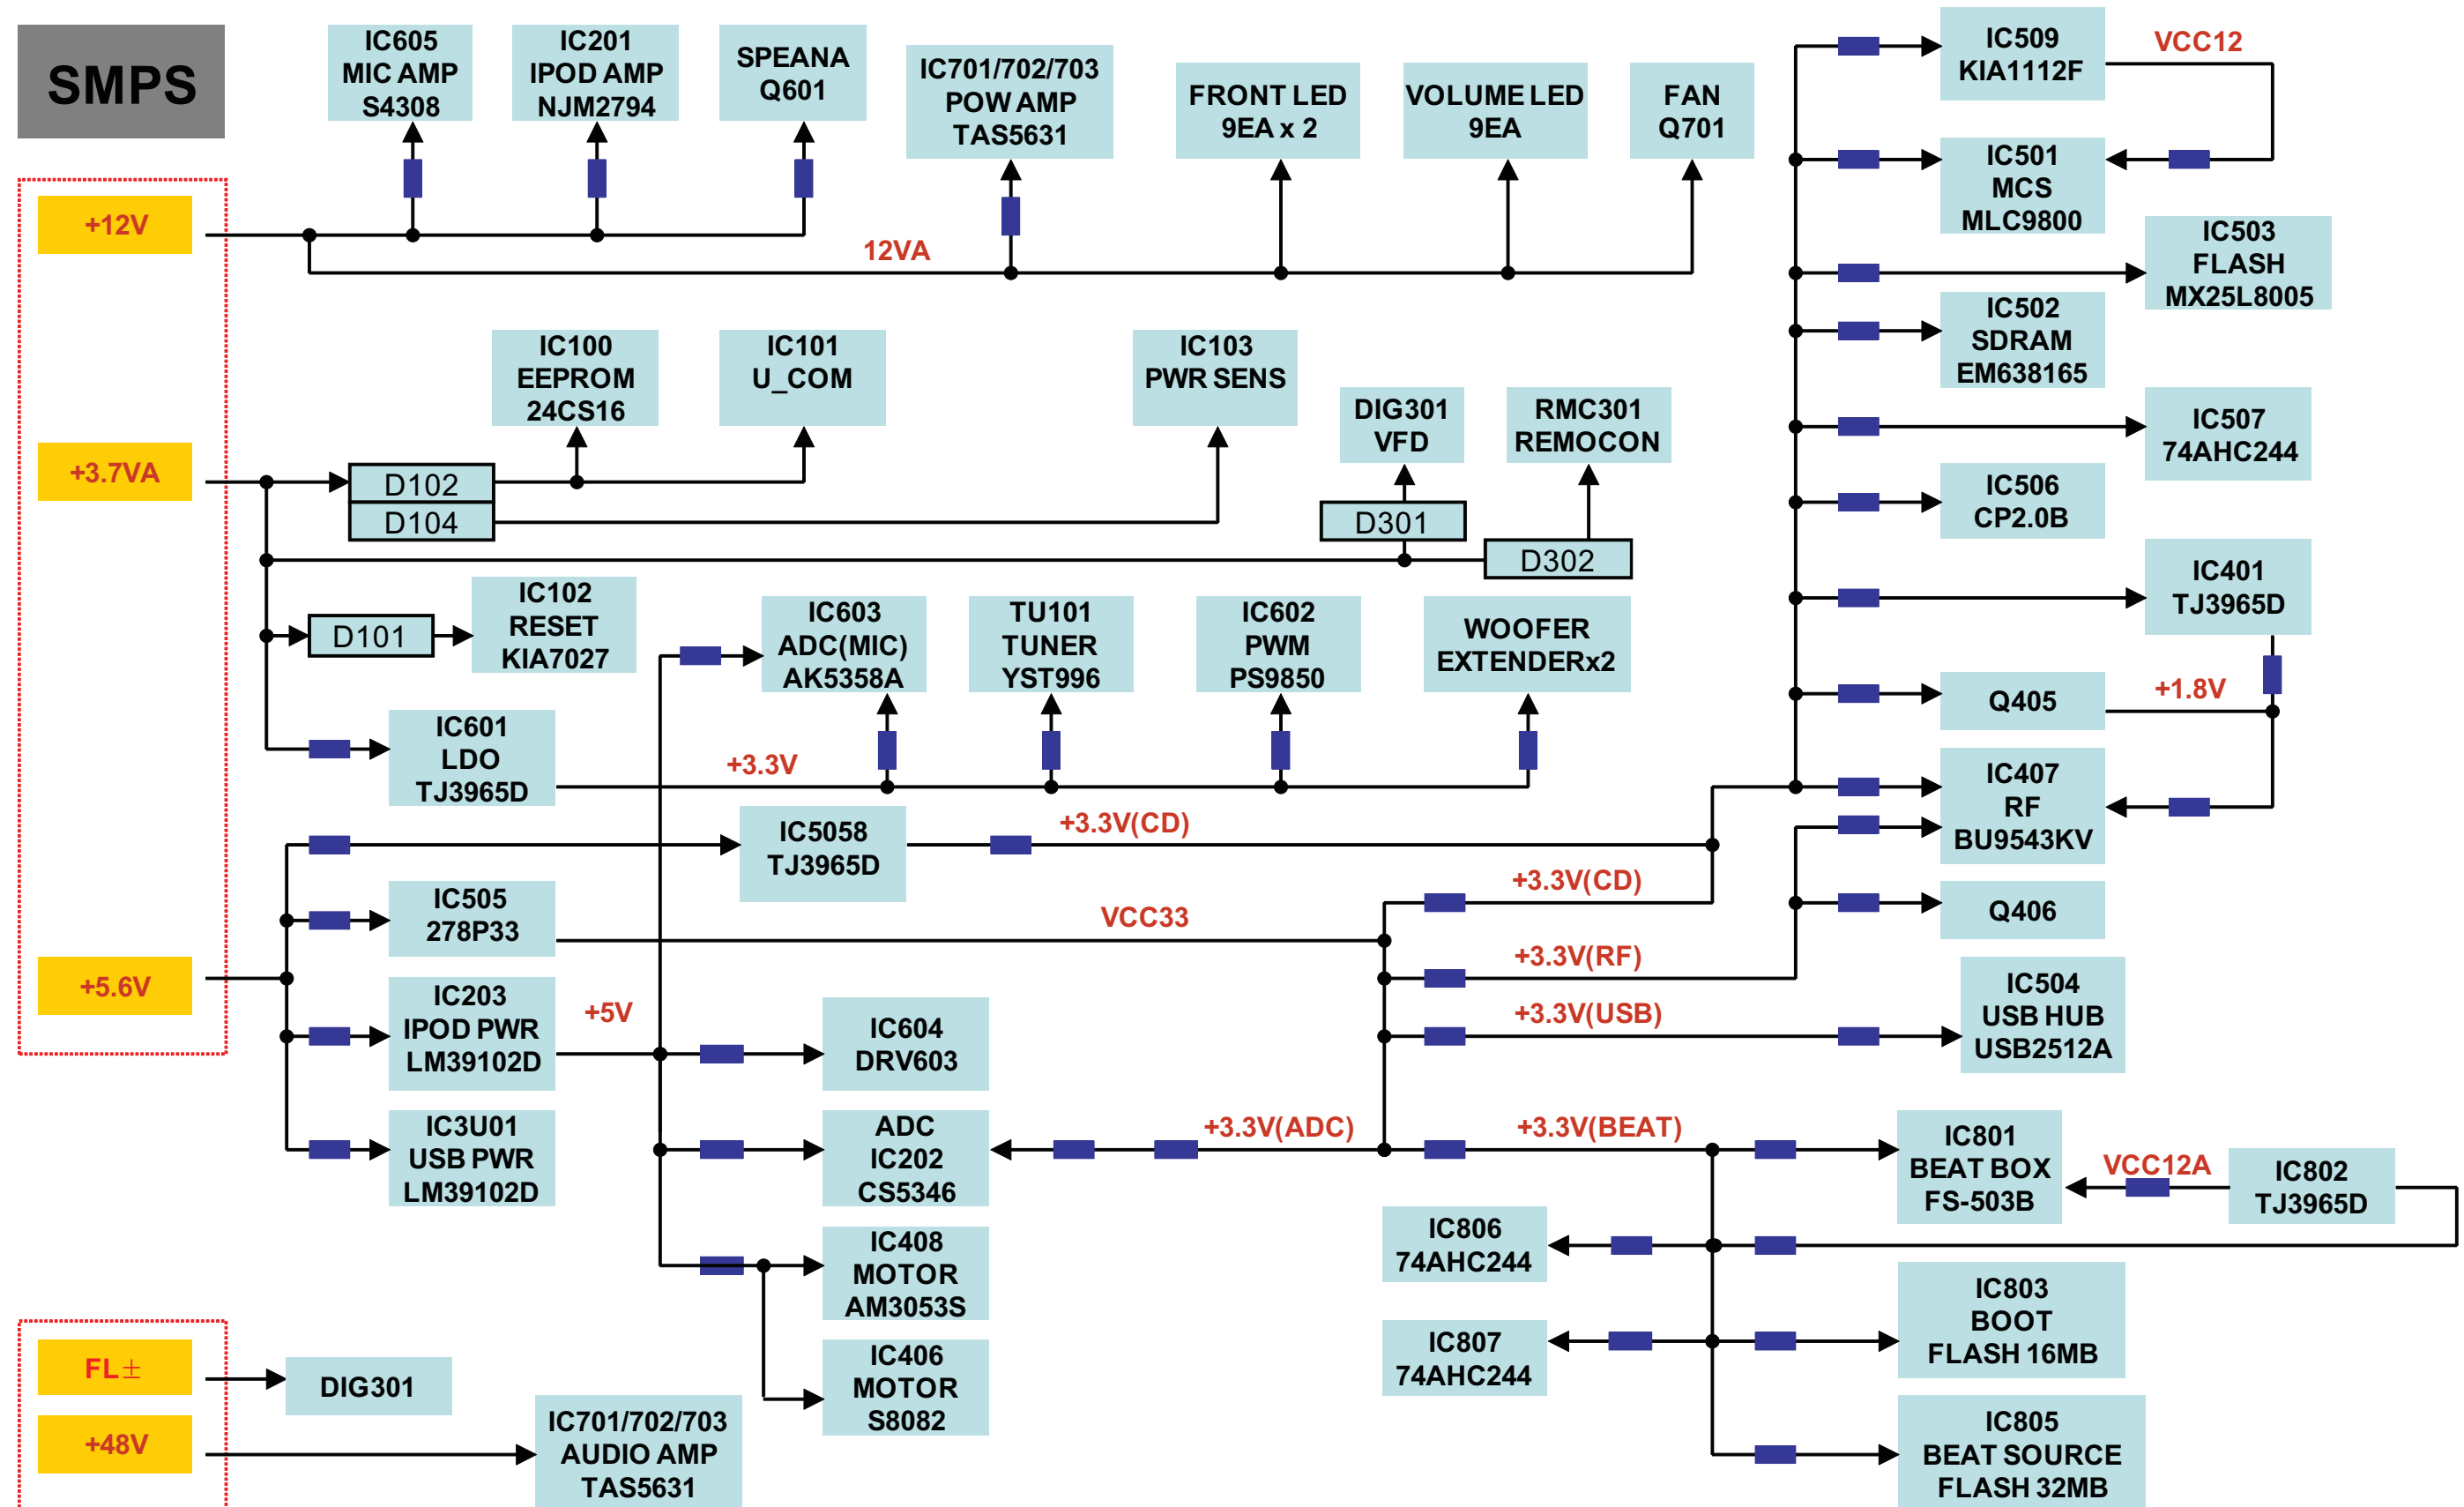 SMPS
IC605
MIC AMP
S4308
IC201
IPOD AMP
NJM2794
SPEANA
Q601
IC701/702/703
POW AMP
TAS5631
FRONT LED
9EA x 2
VOLUME LED
9EA
FAN
Q701
IC509
KIA1112F
VCC12
IC501
MCS
MLC9800
+12V
12VA
IC503
FLASH
MX25L8005
IC502
SDRAM
EM638165
IC100
EEPROM
24CS16
IC101
U_COM
IC103
PWR SENS
DIG301
VFD
RMC301
REMOCON
IC507
74AHC244
+3.7VA
D102
D104
D301
D302
IC506
CP2.0B
IC401
TJ3965D
D101
IC102
RESET
KIA7027
IC603
ADC(MIC)
AK5358A
TU101
TUNER
YST996
IC602
PWM
PS9850
WOOFER
EXTENDERx2
Q405
+1.8V
IC601
LDO
TJ3965D
+3.3V
IC407
RF
BU9543KV
IC5058
TJ3965D
+3.3V(CD)
+3.3V(CD)
IC505
278P33
VCC33
Q406
+5.6V
+3.3V(RF)
IC203
IPOD PWR
LM39102D
+5V
IC604
DRV603
+3.3V(USB)
IC504
USB HUB
USB2512A
IC3U01
USB PWR
LM39102D
ADC
IC202
CS5346
+3.3V(ADC)
+3.3V(BEAT)
IC801
BEAT BOX
FS-503B
VCC12A
IC802
TJ3965D
IC806
74AHC244
IC408
MOTOR
AM3053S
IC803
BOOT
FLASH 16MB
IC807
74AHC244
IC406
MOTOR
S8082
FL±
DIG301
+48V
IC701/702/703
AUDIO AMP
TAS5631
IC805
BEAT SOURCE
FLASH 32MB